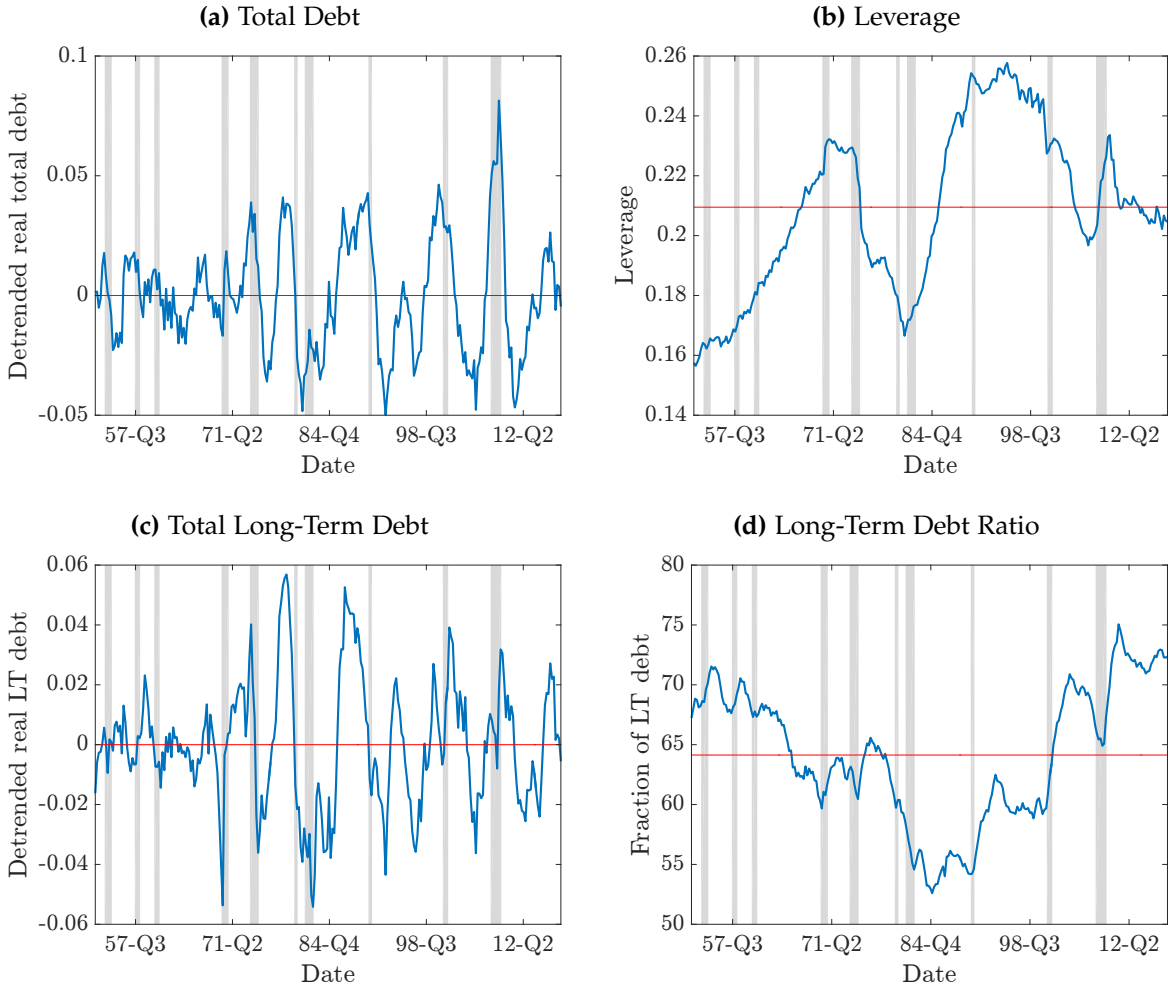 (a) Total Debt
Detrended real total debt
0.1
0.05
0
-0.05
57-Q3 71-Q2 84-Q4 98-Q3 12-Q2
Date
(b) Leverage
Leverage
0.26
0.24
0.22
0.2
0.18
0.16
0.14
57-Q3 71-Q2 84-Q4 98-Q3 12-Q2
Date
(c) Total Long-Term Debt
Detrended real LT debt
0.06
0.04
0.02
0
-0.02
-0.04
-0.06
57-Q3 71-Q2 84-Q4 98-Q3 12-Q2
Date
(d) Long-Term Debt Ratio
Fraction of LT debt
80
75
70
65
60
55
50
57-Q3 71-Q2 84-Q4 98-Q3 12-Q2
Date